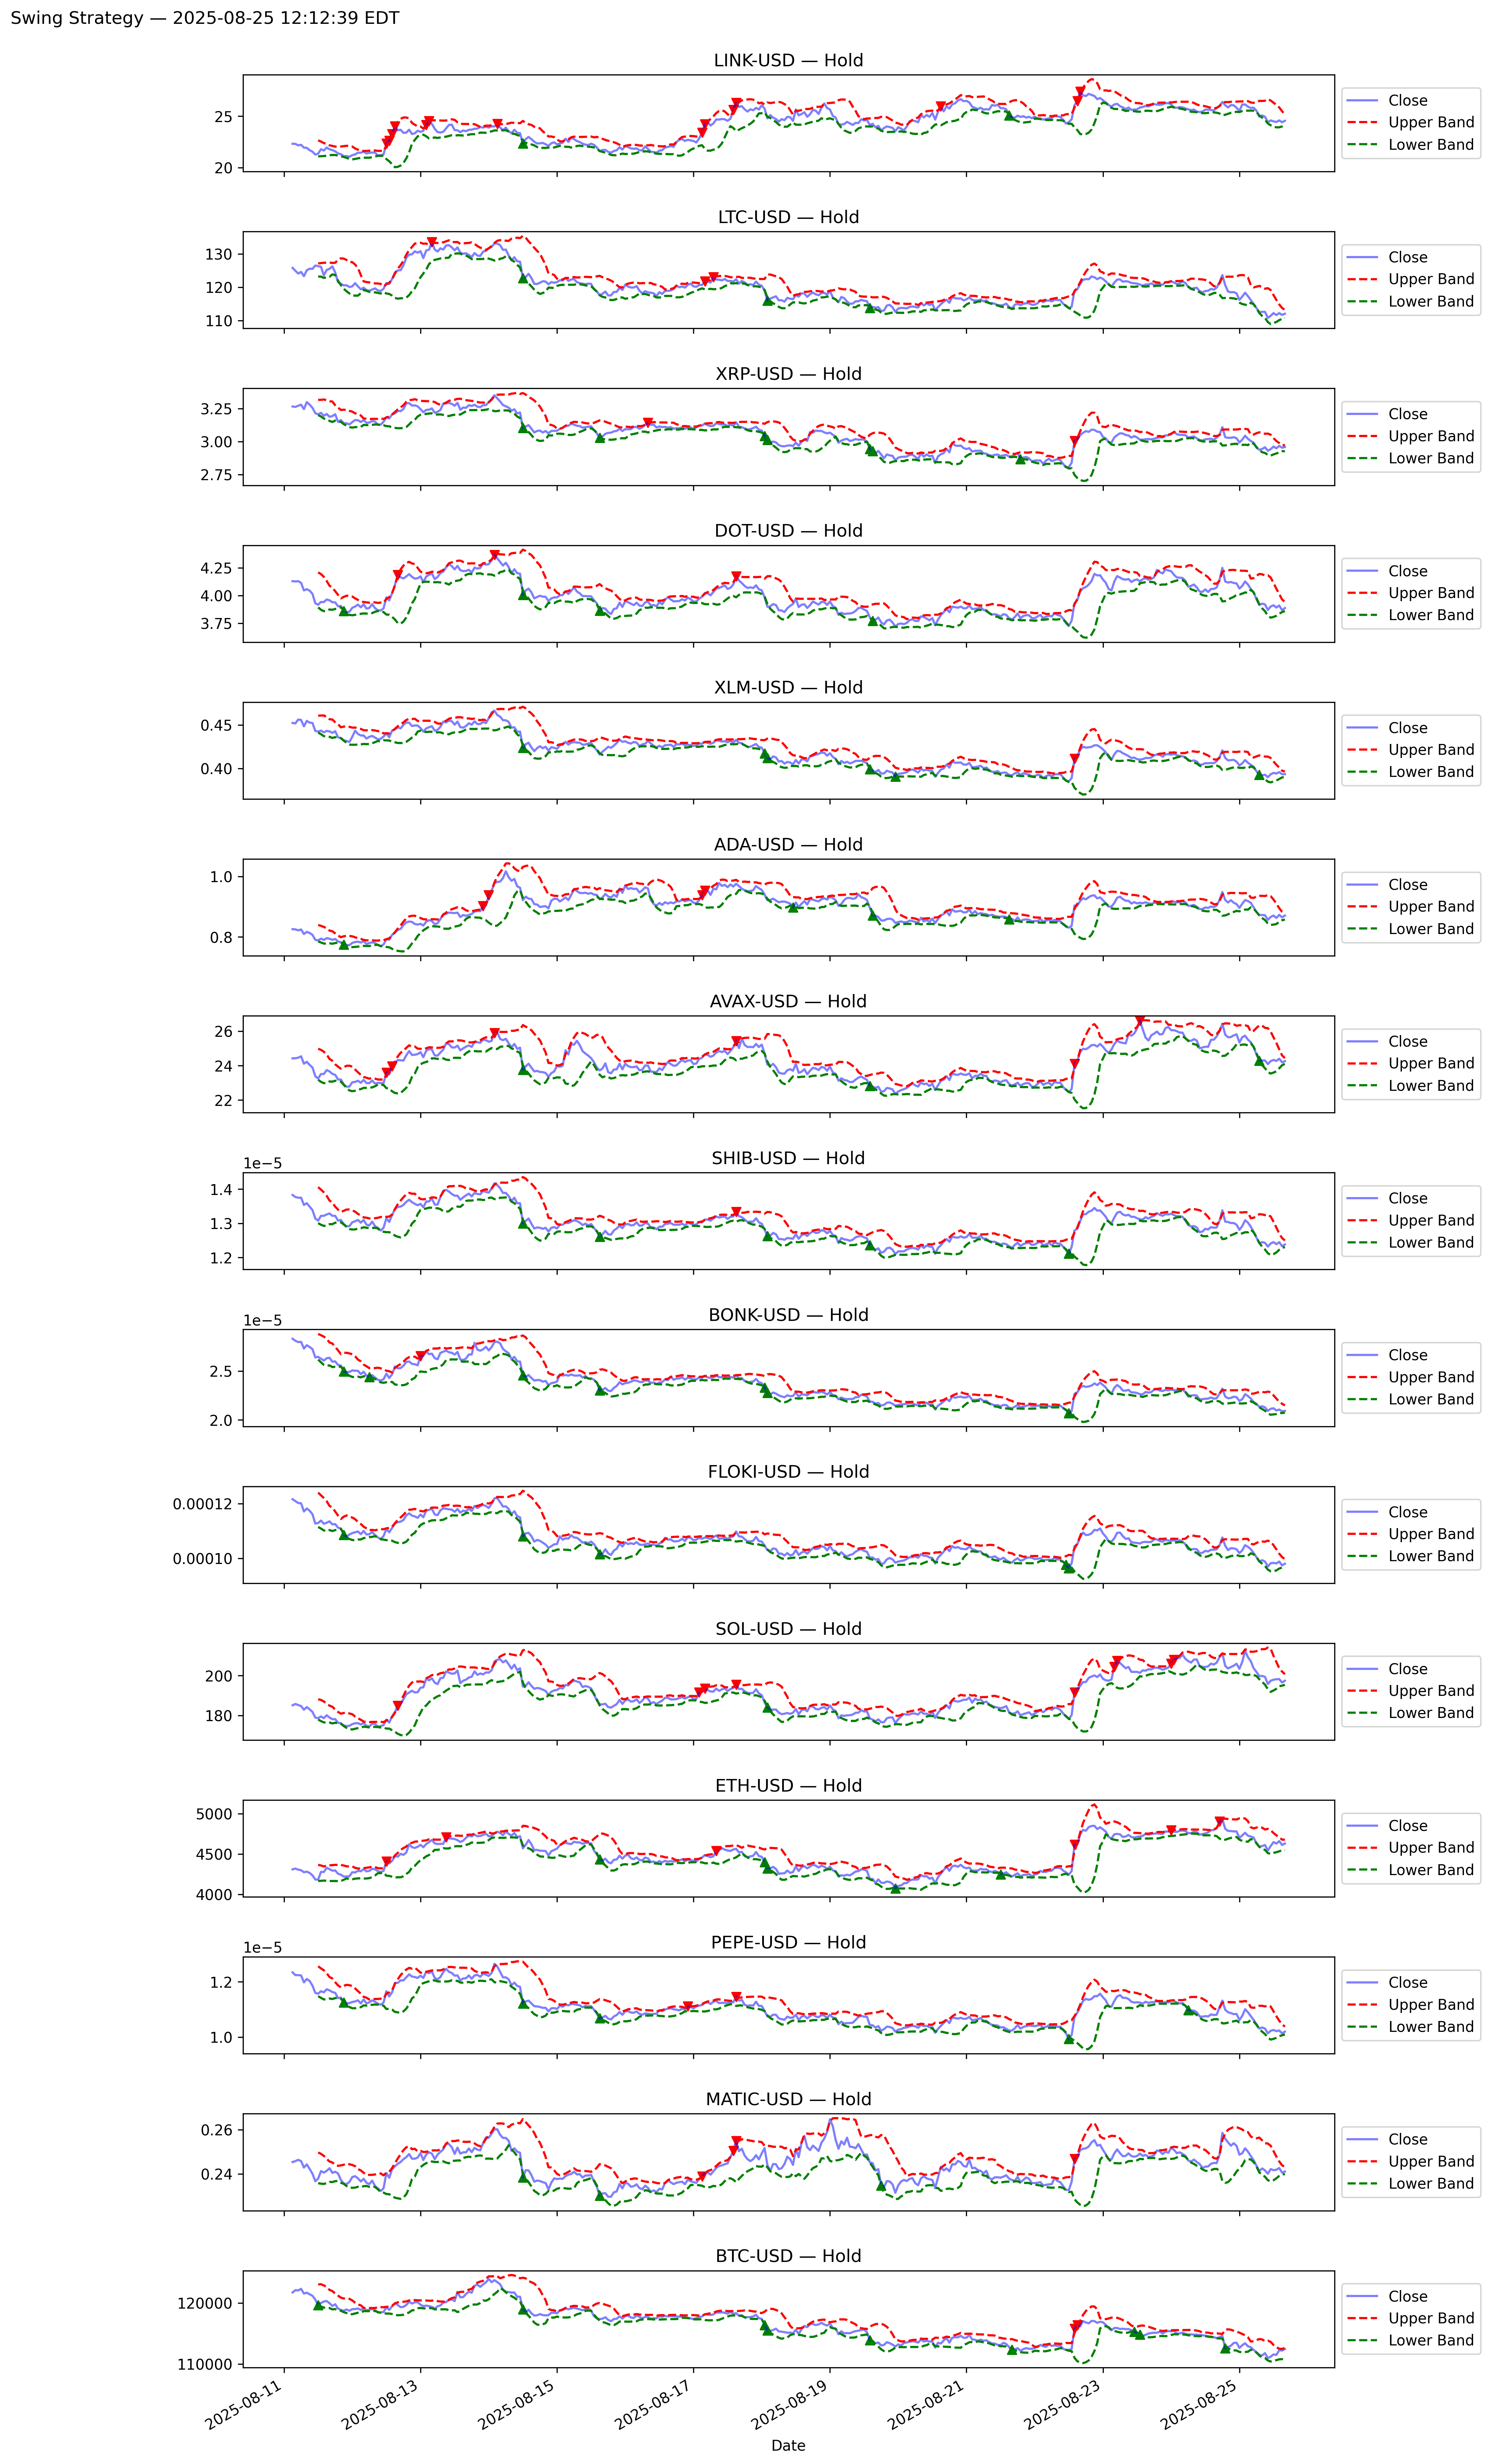 Swing Strategy — 2025-08-25 12:12:39 EDT
LINK-USD — Hold
25
20
Close
Upper Band
Lower Band
LTC-USD — Hold
130
120
110
Close
Upper Band
Lower Band
XRP-USD — Hold
3.25
3.00
2.75
Close
Upper Band
Lower Band
DOT-USD — Hold
4.25
4.00
3.75
Close
Upper Band
Lower Band
XLM-USD — Hold
0.45
0.40
Close
Upper Band
Lower Band
ADA-USD — Hold
1.0
0.8
Close
Upper Band
Lower Band
AVAX-USD — Hold
26
24
22
Close
Upper Band
Lower Band
SHIB-USD — Hold
1e−5
1.4
1.3
1.2
Close
Upper Band
Lower Band
BONK-USD — Hold
1e−5
2.5
2.0
Close
Upper Band
Lower Band
FLOKI-USD — Hold
0.00012
0.00010
Close
Upper Band
Lower Band
SOL-USD — Hold
200
180
Close
Upper Band
Lower Band
ETH-USD — Hold
5000
4500
4000
Close
Upper Band
Lower Band
PEPE-USD — Hold
1e−5
1.2
1.0
Close
Upper Band
Lower Band
MATIC-USD — Hold
0.26
0.24
Close
Upper Band
Lower Band
BTC-USD — Hold
120000
110000
Close
Upper Band
Lower Band
2025-08-11
2025-08-13
2025-08-15
2025-08-17
2025-08-19
2025-08-21
2025-08-23
2025-08-25
Date